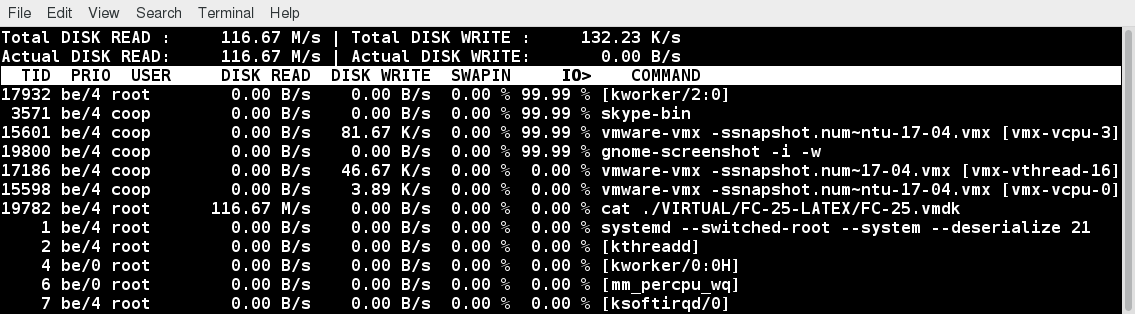 File Edit View Search Terminal Help
Total DISK READ : 116.67 M/s | Total DISK WRITE : 132.23 K/s
Actual DISK READ: 116.67 M/s | Actual DISK WRITE: 0.00 B/s
TID PRIO USER DISK READ DISK WRITE SWAPIN IO> COMMAND
17932 be/4 root 0.00 B/s 0.00 B/s 0.00 % 99.99 % [kworker/2:0]
3571 be/4 coop 0.00 B/s 0.00 B/s 0.00 % 99.99 % skype-bin
15601 be/4 coop 0.00 B/s 81.67 K/s 0.00 % 99.99 % vmware-vmx -ssnapshot.num~ntu-17-04.vmx [vmx-vcpu-3]
19800 be/4 coop 0.00 B/s 0.00 B/s 0.00 % 99.99 % gnome-screenshot -i -w
17186 be/4 coop 0.00 B/s 46.67 K/s 0.00 % 0.00 % vmware-vmx -ssnapshot.num~17-04.vmx [vmx-vthread-16]
15598 be/4 coop 0.00 B/s 3.89 K/s 0.00 % 0.00 % vmware-vmx -ssnapshot.num~ntu-17-04.vmx [vmx-vcpu-0]
19782 be/4 root 116.67 M/s 0.00 B/s 0.00 % 0.00 % cat ./VIRTUAL/FC-25-LATEX/FC-25.vmdk
1 be/4 root 0.00 B/s 0.00 B/s 0.00 % 0.00 % systemd --switched-root --system --deserialize 21
2 be/4 root 0.00 B/s 0.00 B/s 0.00 % 0.00 % [kthreadd]
4 be/0 root 0.00 B/s 0.00 B/s 0.00 % 0.00 % [kworker/0:0H]
6 be/0 root 0.00 B/s 0.00 B/s 0.00 % 0.00 % [mm_percpu_wq]
7 be/4 root 0.00 B/s 0.00 B/s 0.00 % 0.00 % [ksoftirqd/0]